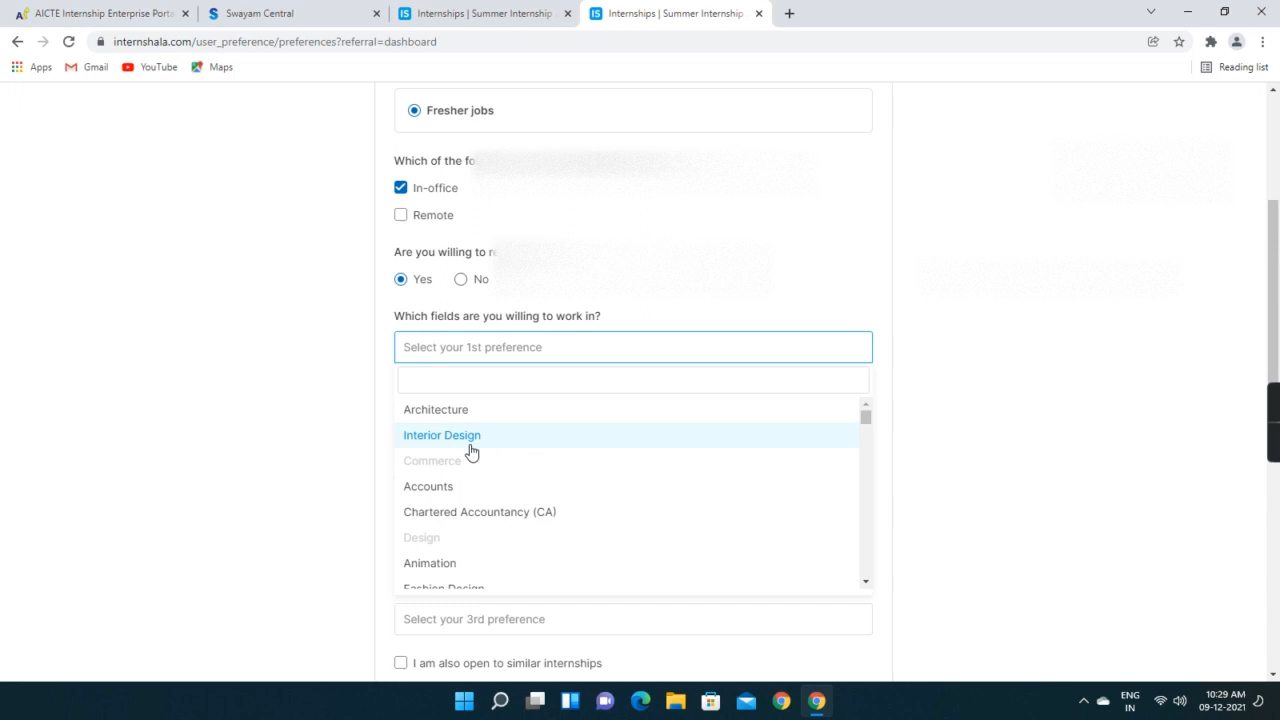 AICTE Internship Enterprise Porta
Swayam Central
Internships | Summer Internship
Internships | Summer Internship
internshala.com/user_preference/preferences?referral=dashboard
Apps
Gmail
YouTube
Maps
Reading list
Fresher jobs
Which of the fo
In-office
Remote
Are you willing to re
Yes
No
Which fields are you willing to work in?
Select your 1st preference
Architecture
Interior Design
Commerce
Accounts
Chartered Accountancy (CA)
Design
Animation
Fashion Design
Select your 3rd preference
I am also open to similar internships
ENG
IN
10:29 AM
09-12-2021